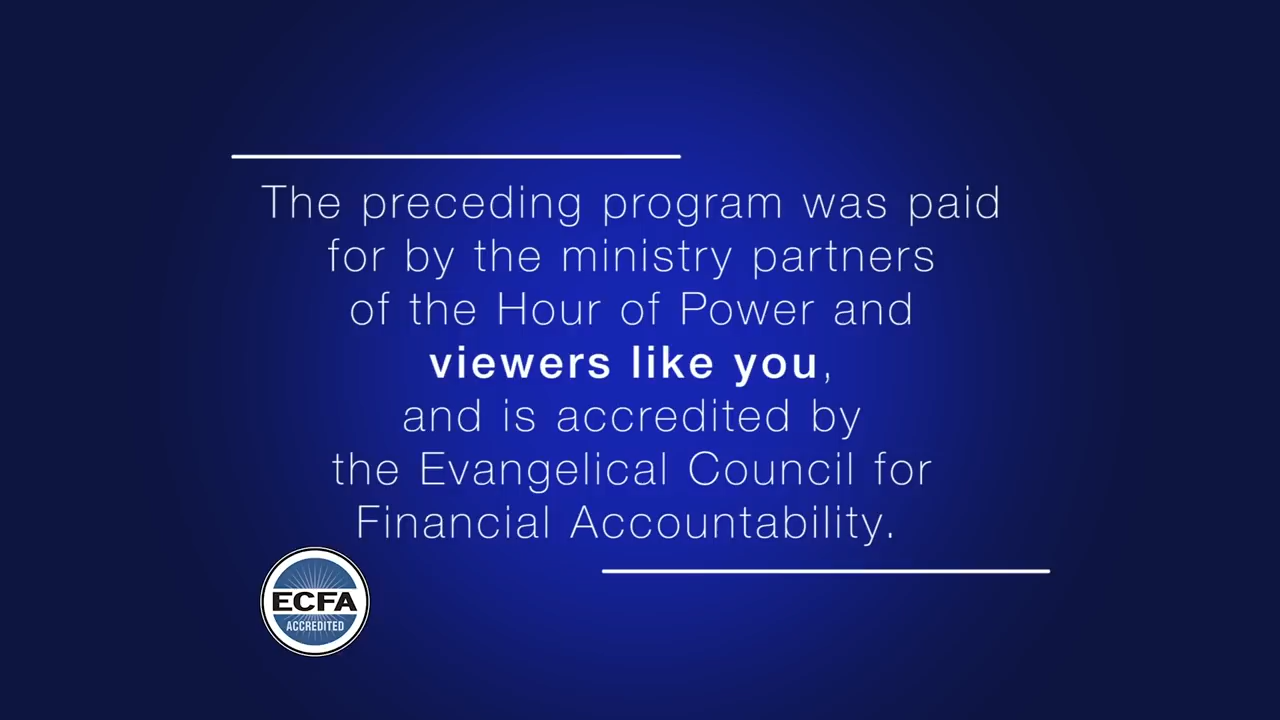 The preceding program was paid
for by the ministry partners
of the Hour of Power and
viewers like you,
and is accredited by
the Evangelical Council for
Financial Accountability.
ECFA
ACCREDITED